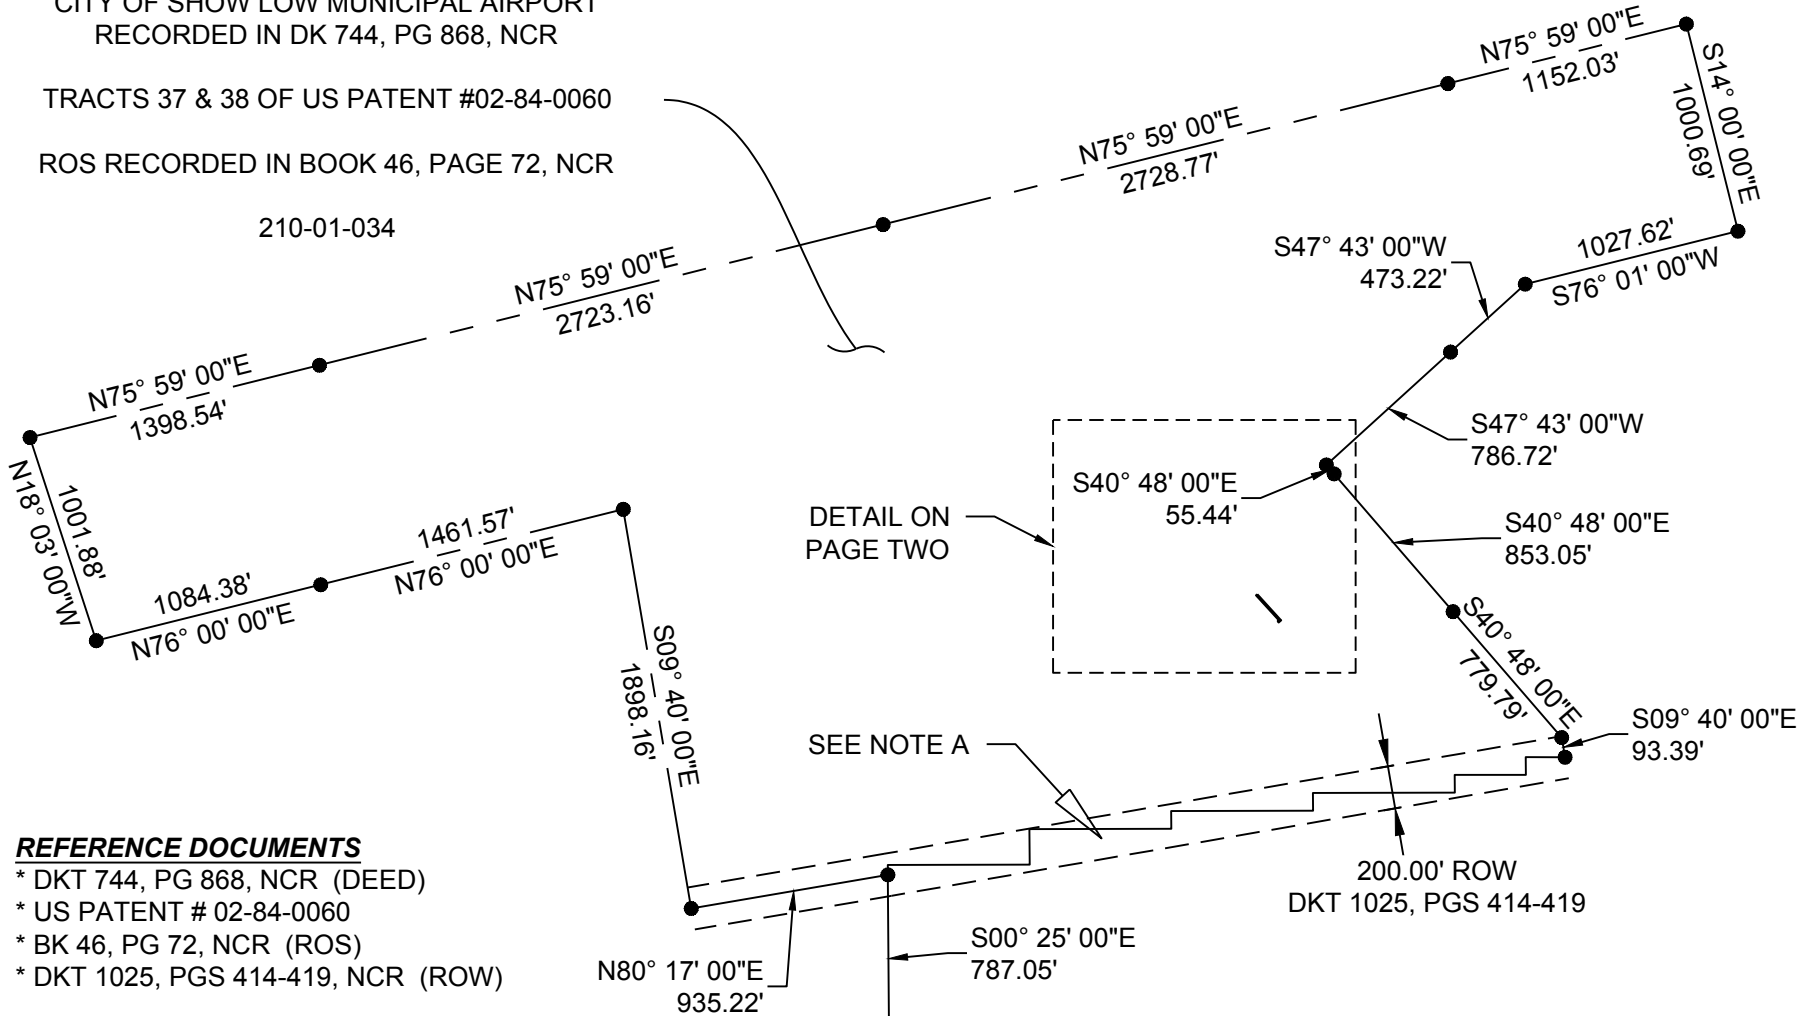 CITY OF SHOW LOW MUNICIPAL AIRPORT
RECORDED IN DK 744, PG 868, NCR
TRACTS 37 & 38 OF US PATENT #02-84-0060
ROS RECORDED IN BOOK 46, PAGE 72, NCR
210-01-034
N75° 59' 00"E
1152.03'
S14° 00' 00"E
1000.69'
N75° 59' 00"E
2728.77'
1027.62'
S76° 01' 00"W
S47° 43' 00"W
473.22'
N75° 59' 00"E
2723.16'
N75° 59' 00"E
1398.54'
S47° 43' 00"W
786.72'
N18° 03' 00"W
1001.88'
S40° 48' 00"E
55.44'
DETAIL ON
PAGE TWO
S40° 48' 00"E
853.05'
1461.57'
N76° 00' 00"E
1084.38'
N76° 00' 00"E
S09° 40' 00"E
1898.16'
S40° 48' 00"E
779.79'
S09° 40' 00"E
93.39'
SEE NOTE A
200.00' ROW
DKT 1025, PGS 414-419
REFERENCE DOCUMENTS
* DKT 744, PG 868, NCR (DEED)
* US PATENT # 02-84-0060
* BK 46, PG 72, NCR (ROS)
* DKT 1025, PGS 414-419, NCR (ROW)
N80° 17' 00"E
935.22'
S00° 25' 00"E
787.05'